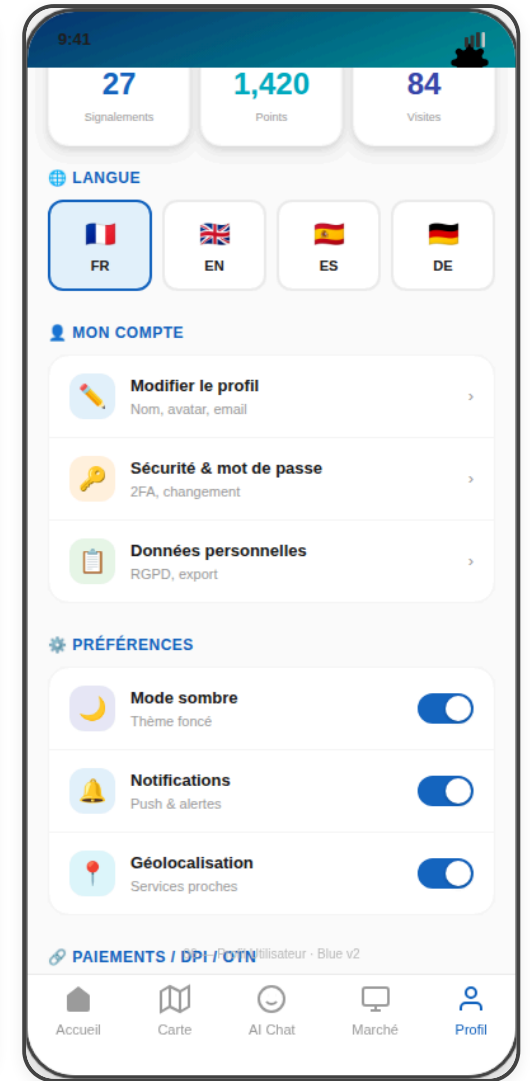 9:41
27 1,420 84
Signalements Points Visites
LANGUE
FR EN ES DE
MON COMPTE
Modifier le profil
Nom, avatar, email
›
Sécurité & mot de passe
2FA, changement
›
Données personnelles
RGPD, export
›
PRÉFÉRENCES
Mode sombre
Thème foncé
Notifications
Push & alertes
Géolocalisation
Services proches
PAIEMENTS / DPI / OTN
Profil Utilisateur · Blue v2
Accueil Carte AI Chat Marché Profil